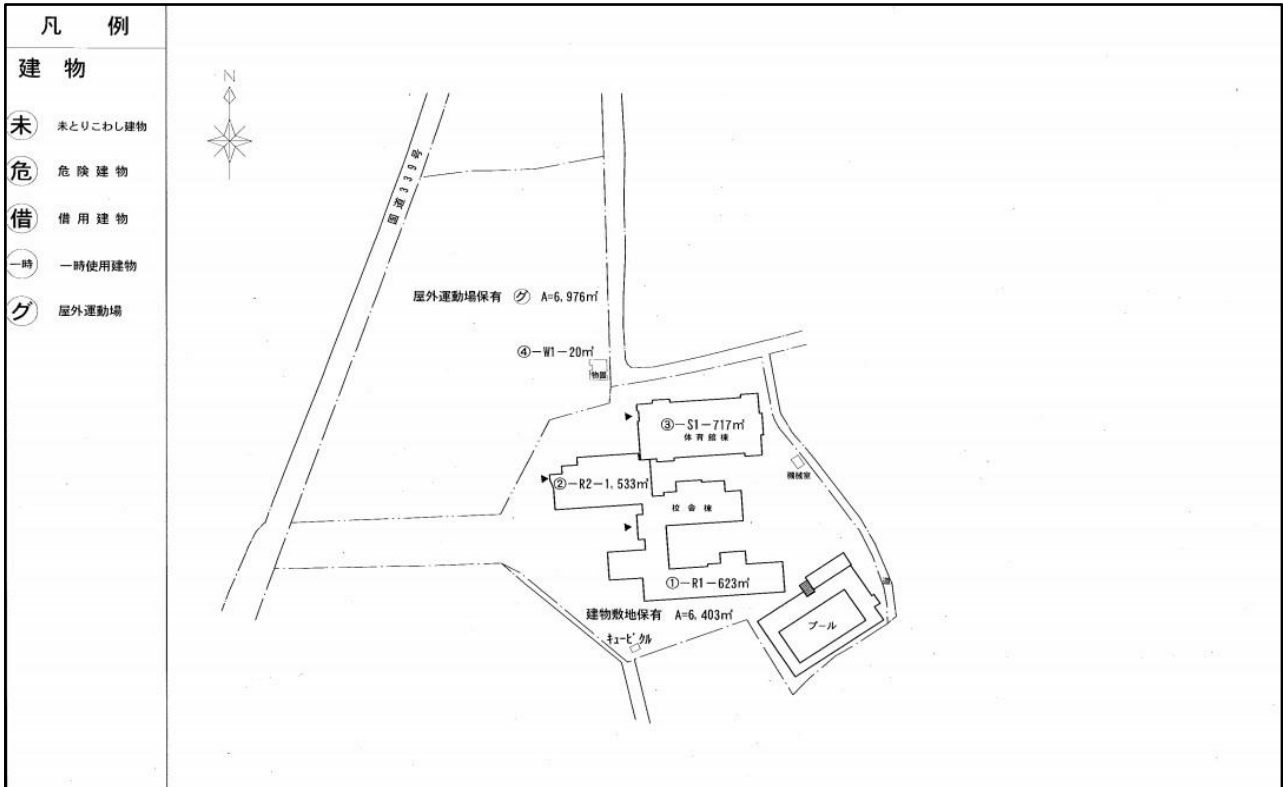 凡 例
建 物
未 未とりこわし建物
危 危険建物
借 借用建物
一時 一時使用建物
グ 屋外運動場
N
国道339号
屋外運動場保有 グ A=6,976㎡
④-W1-20㎡
物置
③-S1-717㎡
体育館棟
機械室
②-R2-1,533㎡
校舎棟
①-R1-623㎡
建物敷地保有 A=6,403㎡
プール
キュービクル